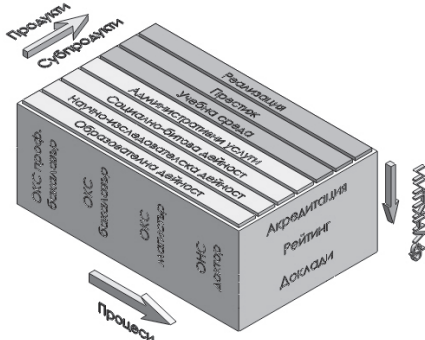 Продукти
Субпродукти
Реализация
Престиж
Учебна среда
Административни услуги
Социално-битова дейност
Научно-изследователска дейност
Образователна дейност
ОКС проф.
бакалавър
ОКС
бакалавър
ОКС
магистър
ОНС
доктор
Акредитация
Рейтинг
Доклади
Процеси